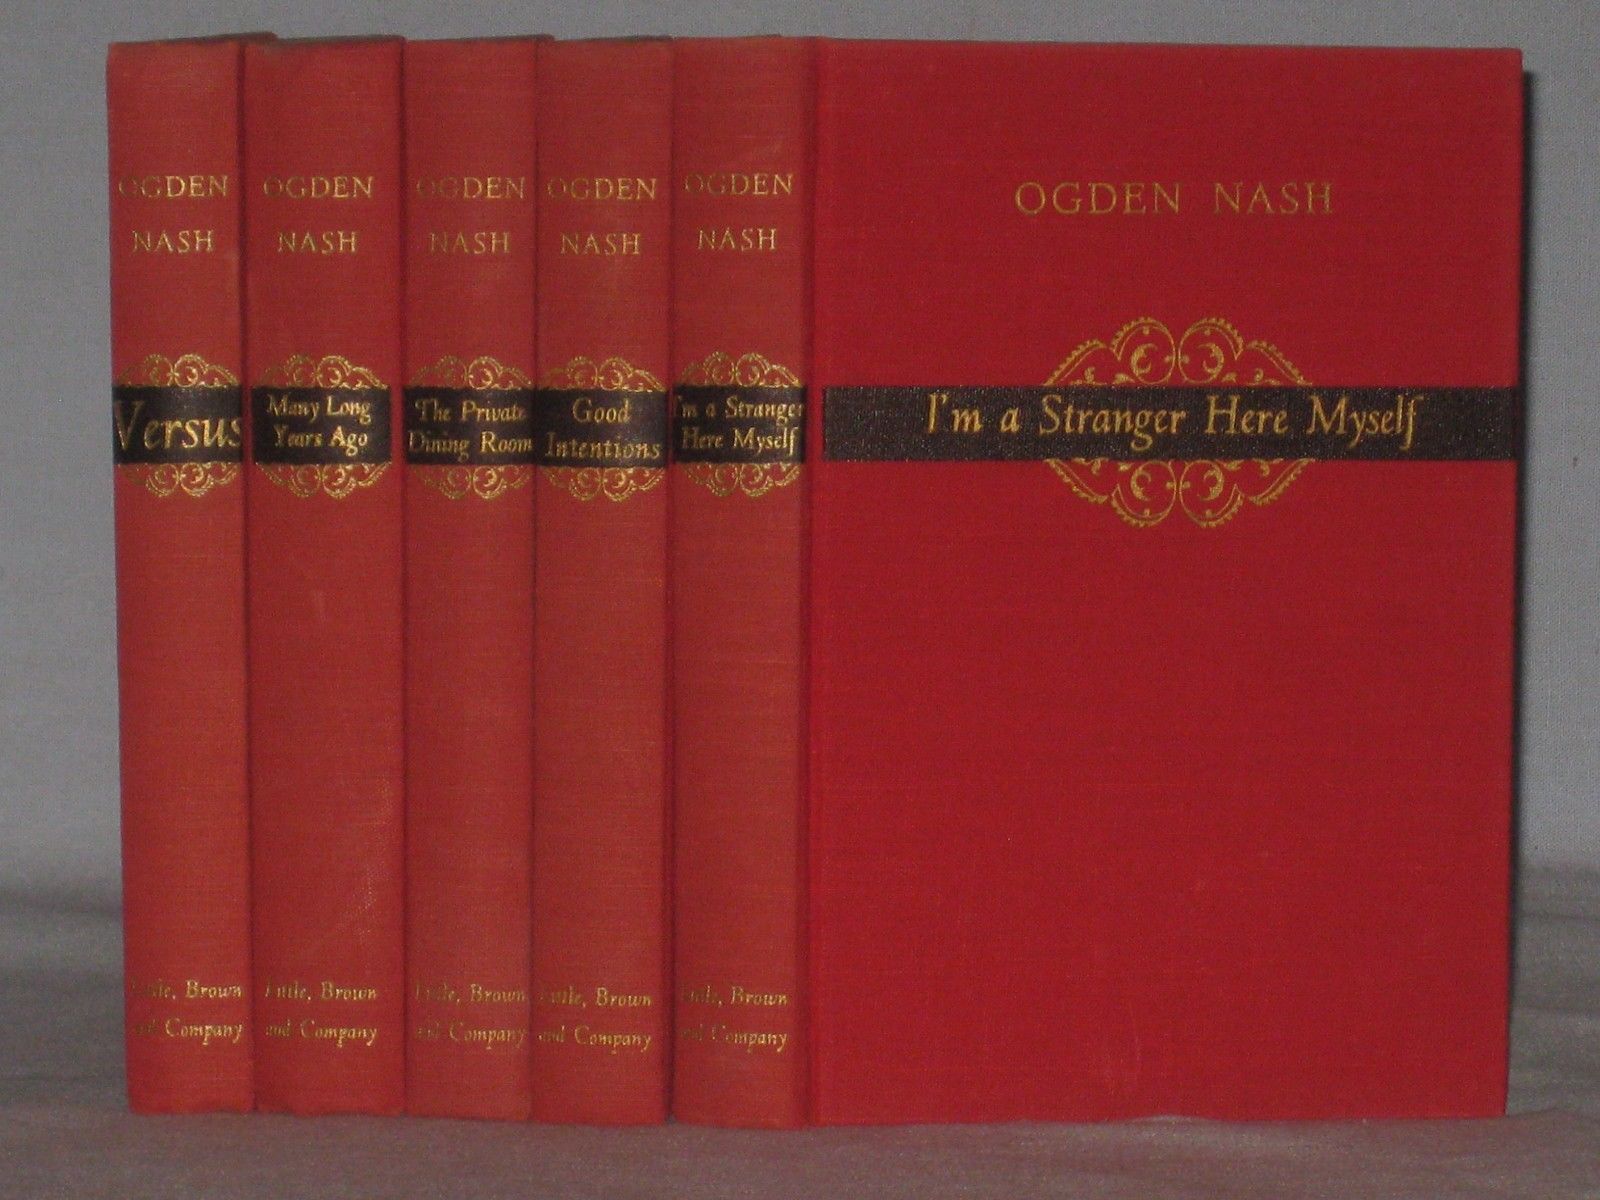 OGDEN
NASH
Versus
Little, Brown
and Company
OGDEN
NASH
Many Long
Years Ago
Little, Brown
and Company
OGDEN
NASH
The Private
Dining Room
Little, Brown
and Company
OGDEN
NASH
Good
Intentions
Little, Brown
and Company
OGDEN
NASH
I'm a Stranger
Here Myself
Little, Brown
and Company
OGDEN NASH
I'm a Stranger Here Myself